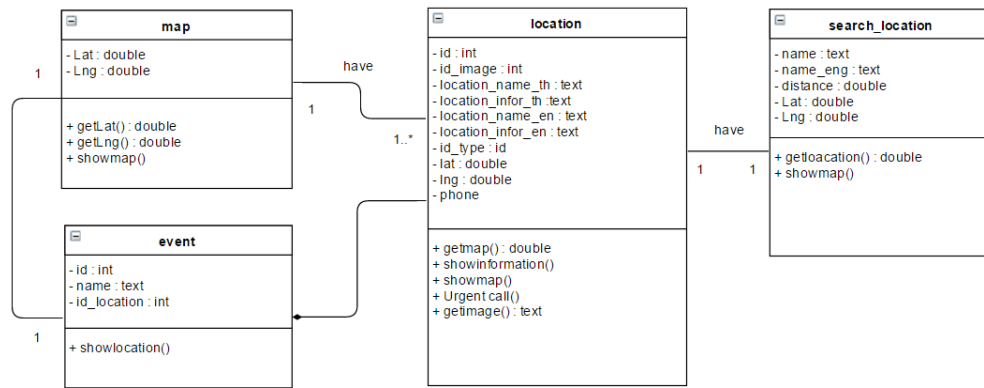 map
- Lat : double
- Lng : double
+ getLat() : double
+ getLng() : double
+ showmap()
1
1
have
1..*
location
- id : int
- id_image : int
- location_name_th : text
- location_infor_th :text
- location_name_en : text
- location_infor_en : text
- id_type : id
- lat : double
- lng : double
- phone
+ getmap() : double
+ showinformation()
+ showmap()
+ Urgent call()
+ getimage() : text
have
1
1
search_location
- name : text
- name_eng : text
- distance : double
- Lat : double
- Lng : double
+ getloacation() : double
+ showmap()
event
- id : int
- name : text
- id_location : int
+ showlocation()
1